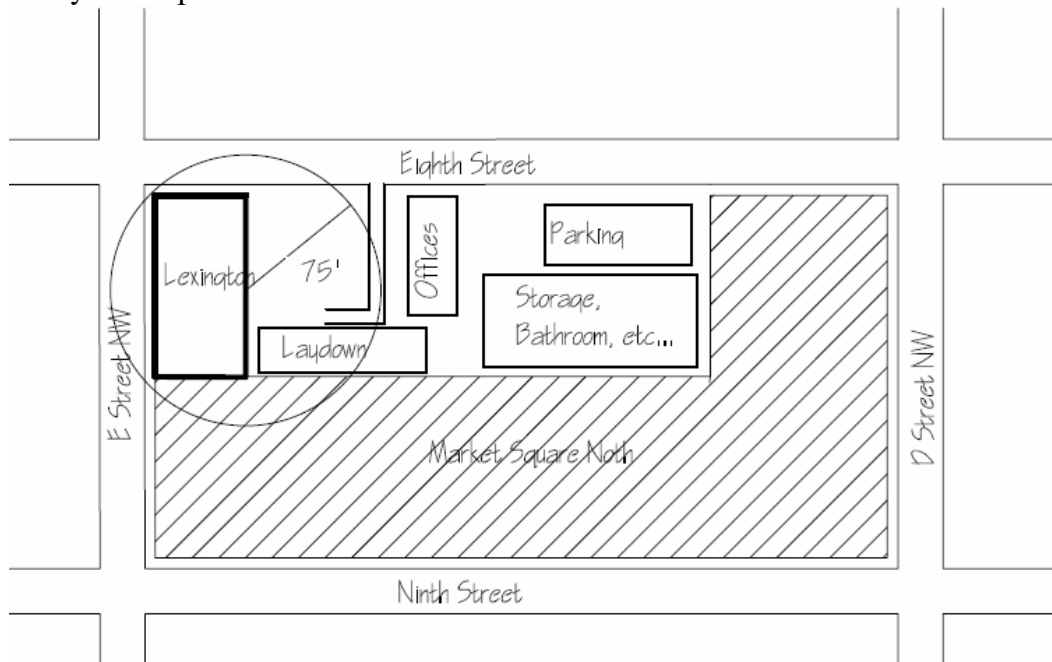 Eighth Street
Lexington
75'
Offices
Parking
Storage,
Bathroom, etc...
Laydown
E Street NW
D Street NW
Market Square Noth
Ninth Street